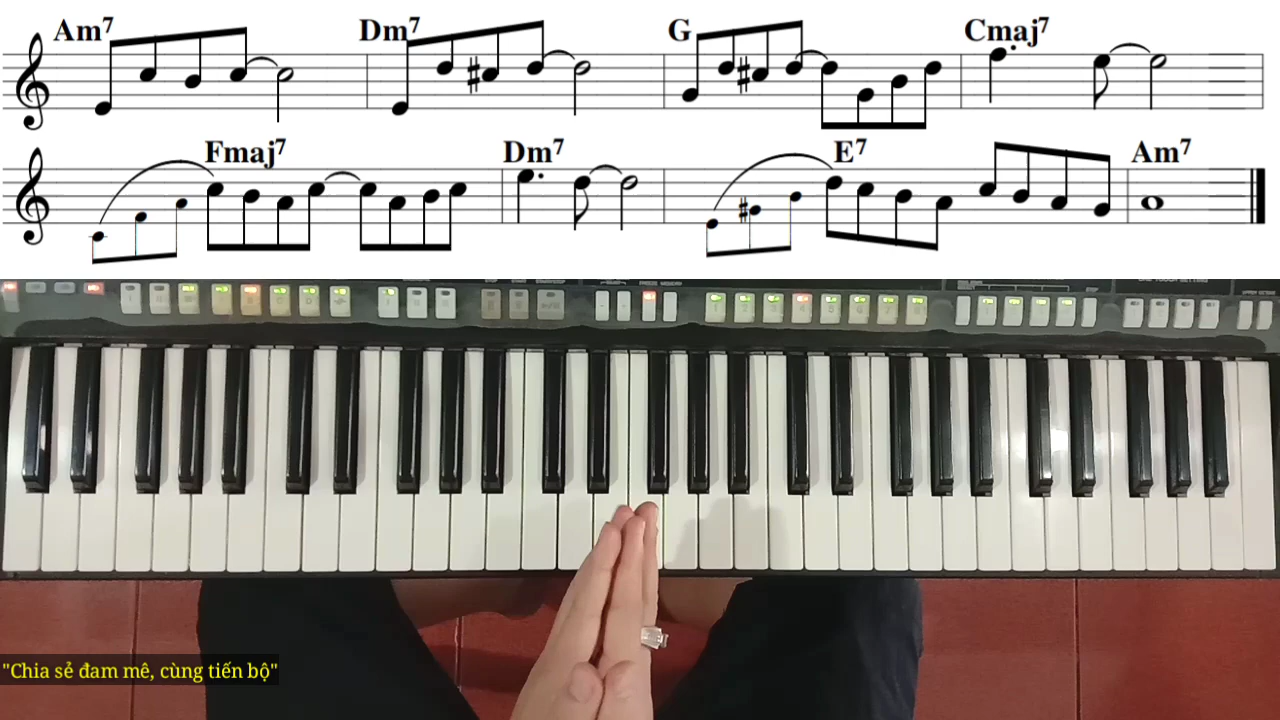 Am7 Dm7 G Cmaj7
Fmaj7 Dm7 E7 Am7
"Chia sẻ đam mê, cùng tiến bộ"